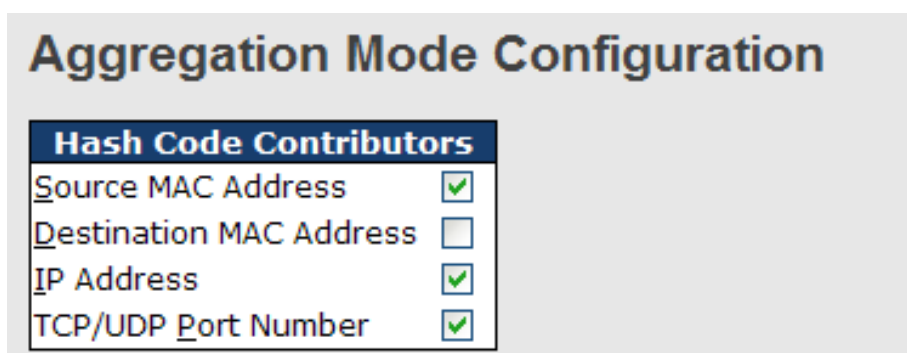 Aggregation Mode Configuration
Hash Code Contributors
Source MAC Address
Destination MAC Address
IP Address
TCP/UDP Port Number